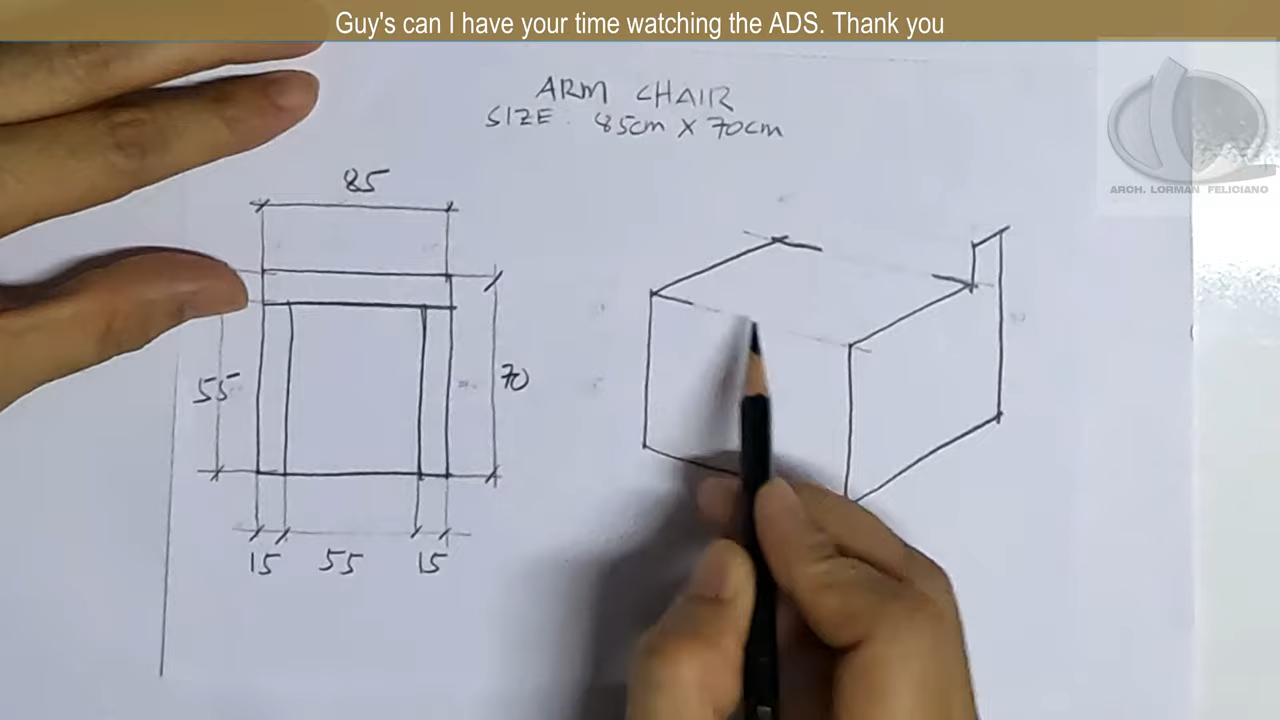 Guy's can I have your time watching the ADS. Thank you
ARM CHAIR
SIZE: 85cm X 70cm
ARCH. LORMAN FELICIANO
85
55
70
15 55 15